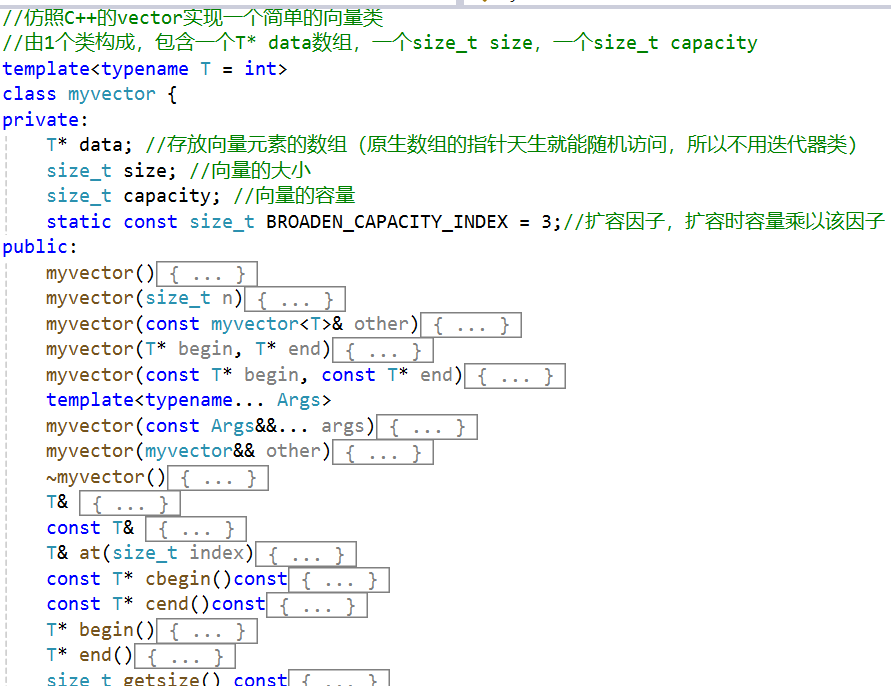 //仿照C++的vector实现一个简单的向量类
//由1个类构成，包含一个T* data数组，一个size_t size，一个size_t capacity
template<typename T = int>
class myvector {
private:
T* data; //存放向量元素的数组（原生数组的指针天生就能随机访问，所以不用迭代器类）
size_t size; //向量的大小
size_t capacity; //向量的容量
static const size_t BROADEN_CAPACITY_INDEX = 3;//扩容因子，扩容时容量乘以该因子
public:
myvector(){ ... }
myvector(size_t n){ ... }
myvector(const myvector<T>& other){ ... }
myvector(T* begin, T* end){ ... }
myvector(const T* begin, const T* end){ ... }
template<typename... Args>
myvector(const Args&&... args){ ... }
myvector(myvector&& other){ ... }
~myvector(){ ... }
T& { ... }
const T& { ... }
T& at(size_t index){ ... }
const T* cbegin()const{ ... }
const T* cend()const{ ... }
T* begin(){ ... }
T* end(){ ... }
size_t getsize() const{ ... }